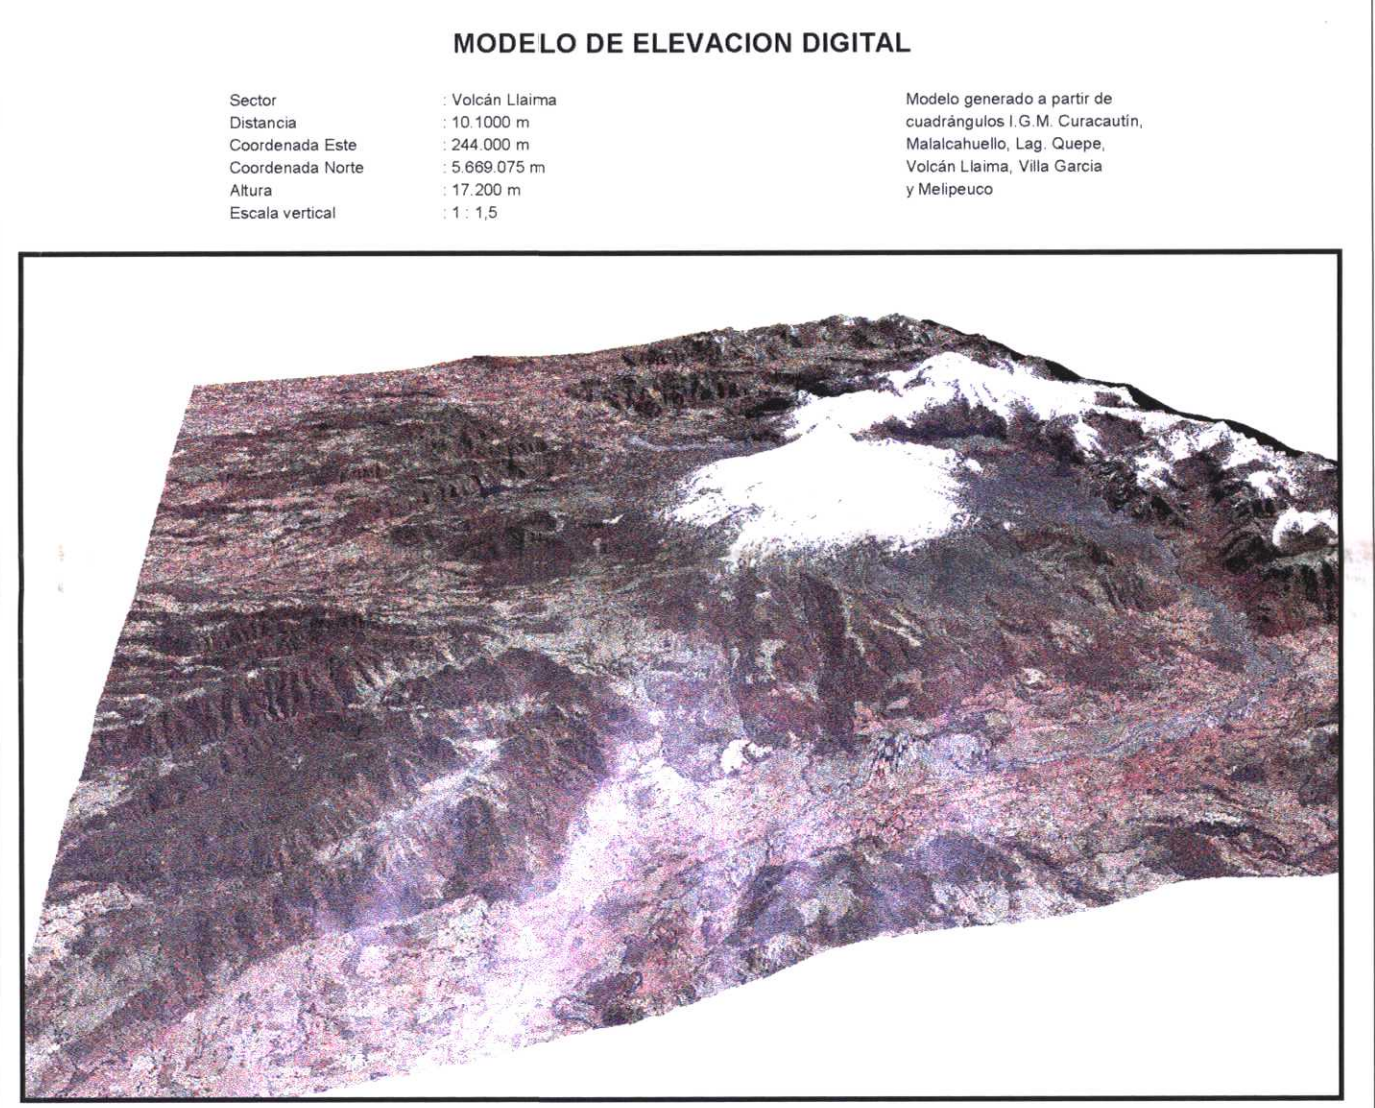 MODELO DE ELEVACION DIGITAL
Sector : Volcán Llaima
Distancia : 10.1000 m
Coordenada Este : 244.000 m
Coordenada Norte : 5.669.075 m
Altura : 17.200 m
Escala vertical : 1 : 1,5
Modelo generado a partir de
cuadrángulos I.G.M. Curacautín,
Malalcahuello, Lag. Quepe,
Volcán Llaima, Villa Garcia
y Melipeuco